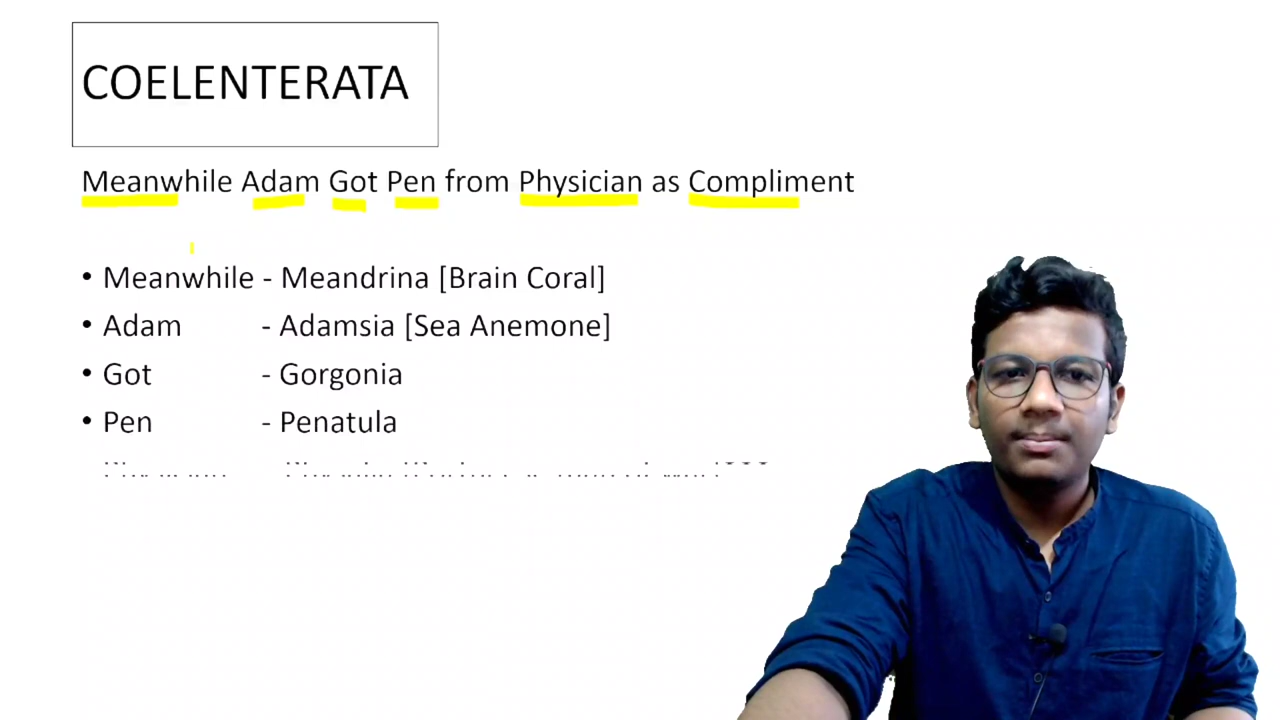 COELENTERATA
Meanwhile Adam Got Pen from Physician as Compliment
• Meanwhile - Meandrina [Brain Coral]
• Adam - Adamsia [Sea Anemone]
• Got - Gorgonia
• Pen - Penatula